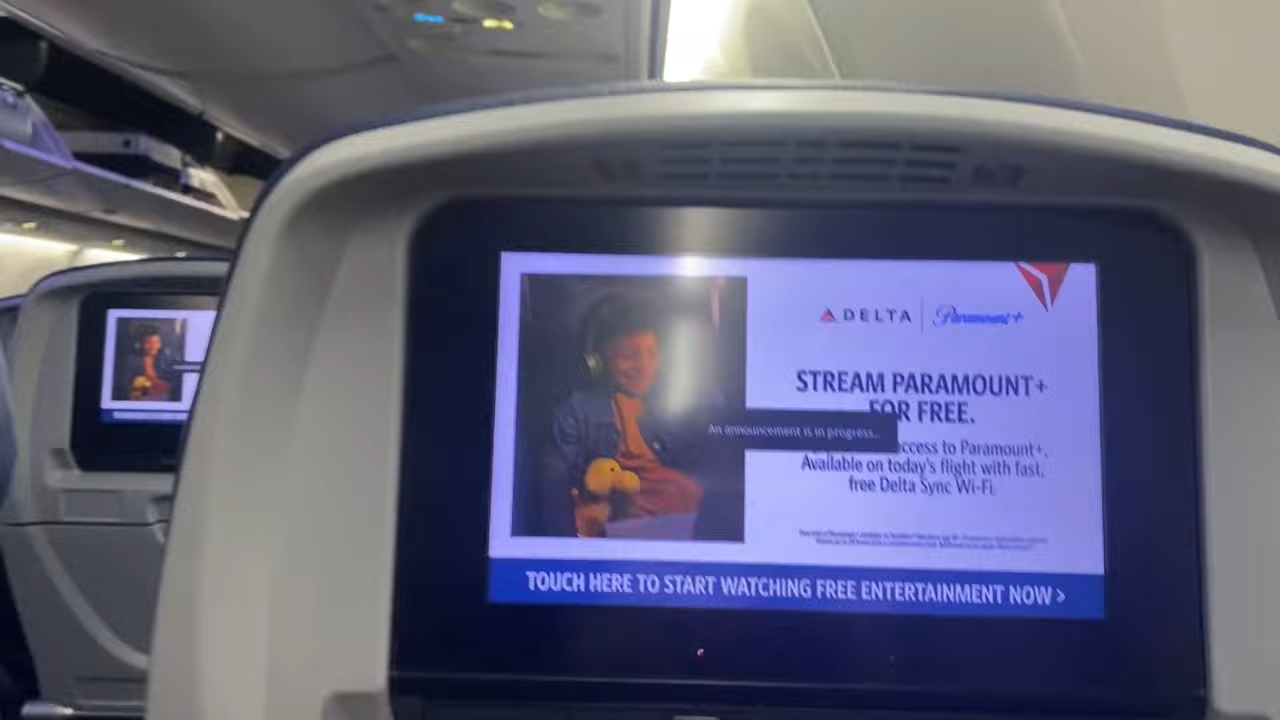 DELTA
Paramount+
STREAM PARAMOUNT+
FOR FREE.
An announcement is in progress...
access to Paramount+.
Available on today's flight with fast,
free Delta Sync Wi-Fi.
TOUCH HERE TO START WATCHING FREE ENTERTAINMENT NOW >